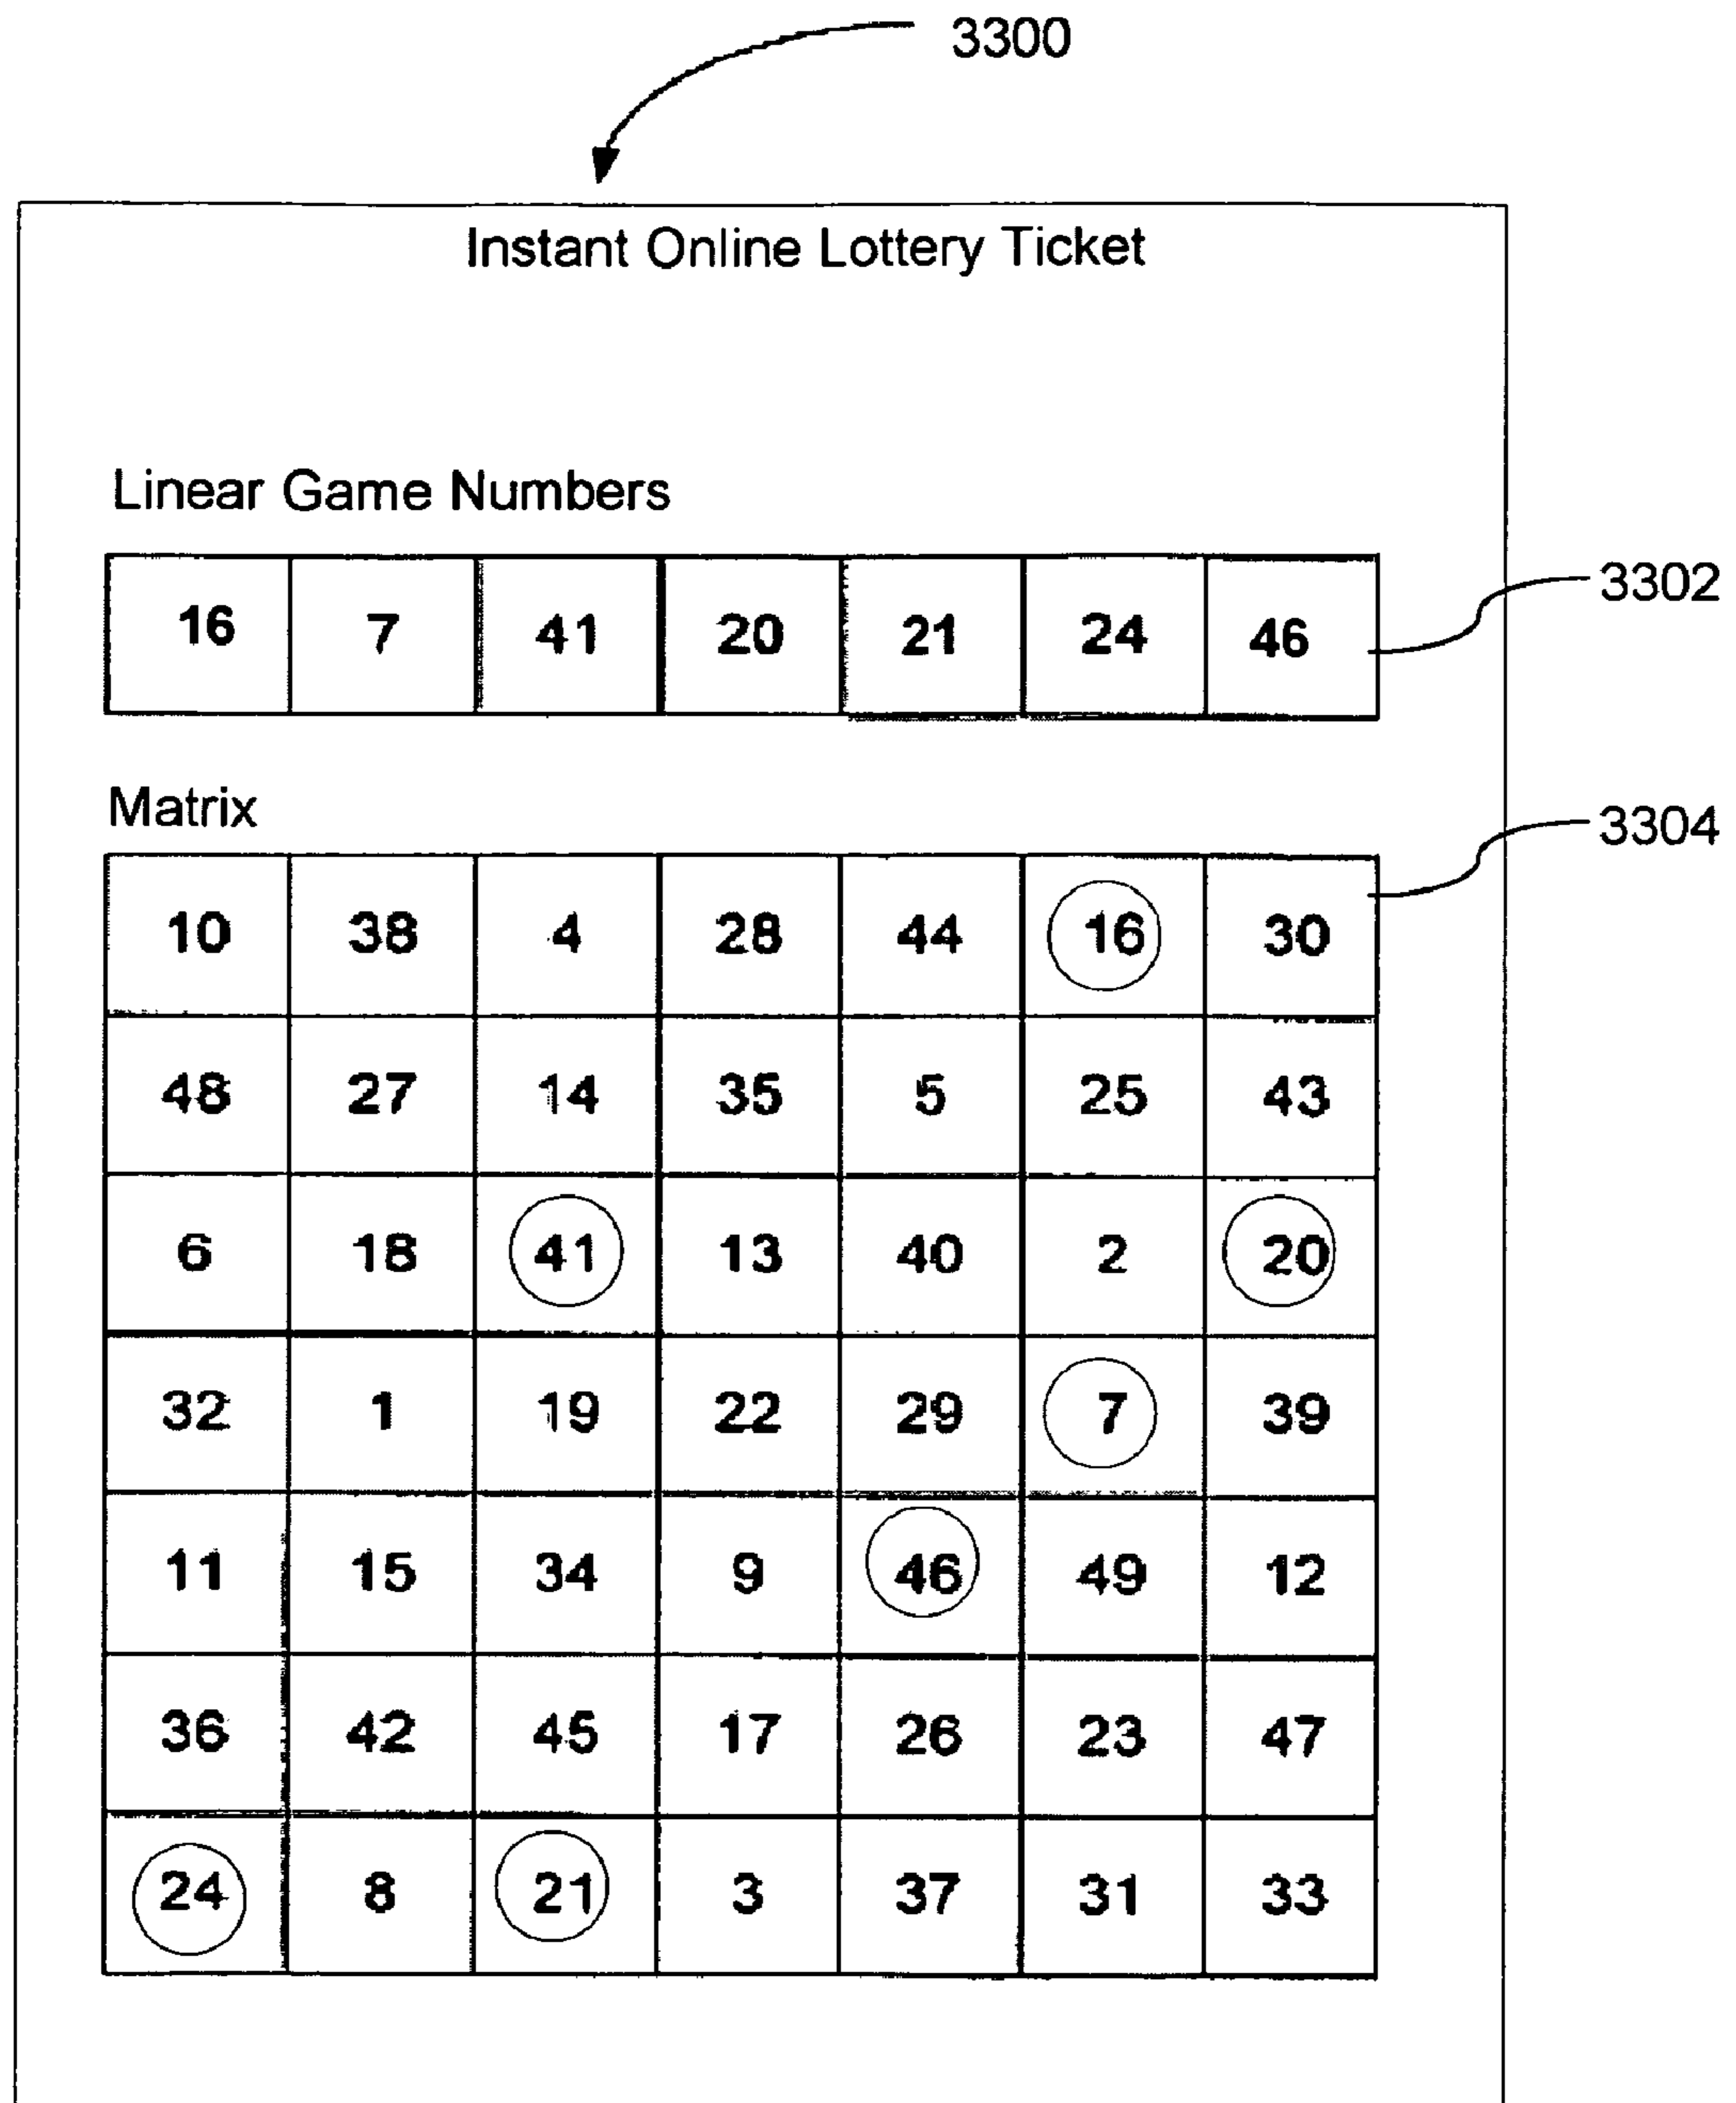 3300
Instant Online Lottery Ticket
Linear Game Numbers
16 7 41 20 21 24 46
3302
Matrix
3304
10 38 4 28 44 16 30
48 27 14 35 5 25 43
6 18 41 13 40 2 20
32 1 19 22 29 7 39
11 15 34 9 46 49 12
36 42 45 17 26 23 47
24 8 21 3 37 31 33